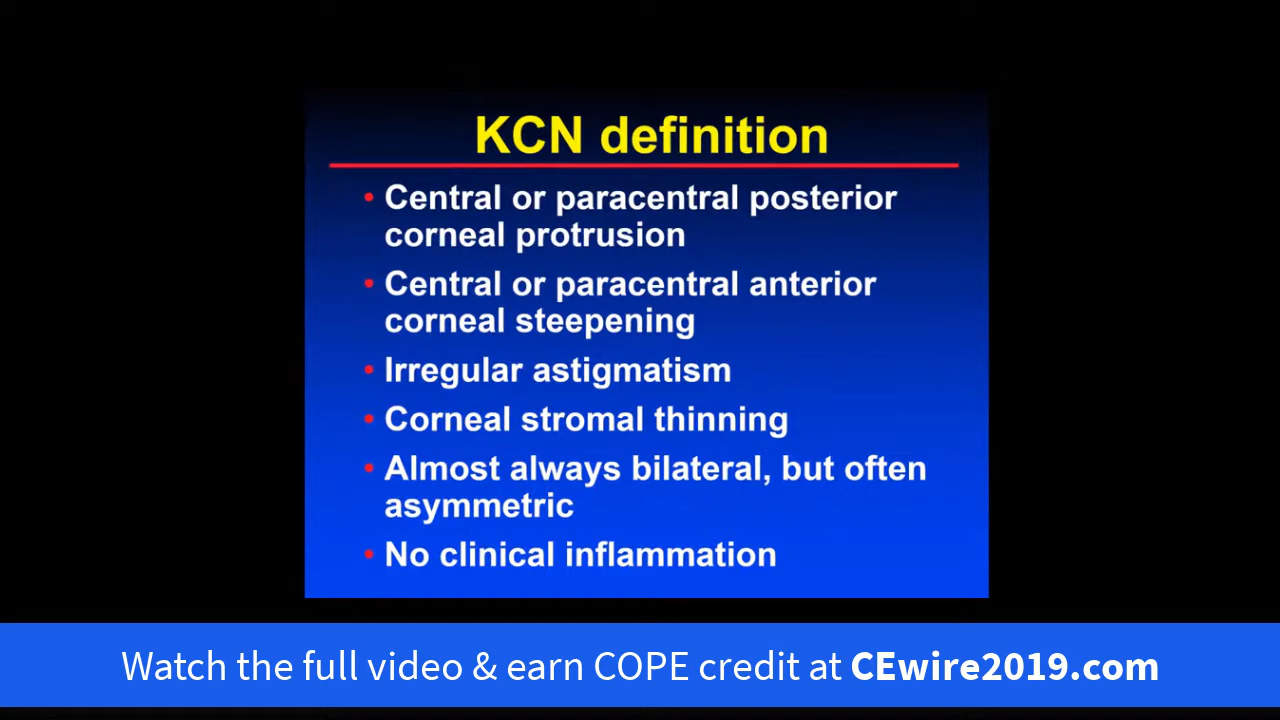 KCN definition
• Central or paracentral posterior
corneal protrusion
• Central or paracentral anterior
corneal steepening
• Irregular astigmatism
• Corneal stromal thinning
• Almost always bilateral, but often
asymmetric
• No clinical inflammation
Watch the full video & earn COPE credit at CEwire2019.com